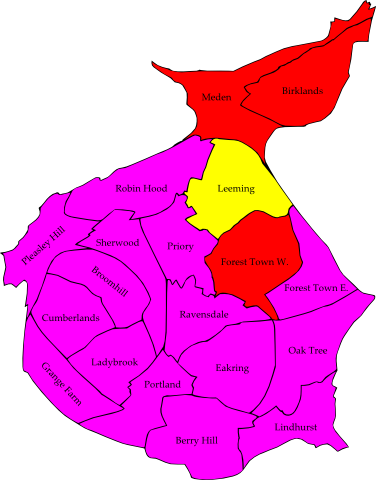 Birklands
Meden
Robin Hood
Leeming
Pleasley Hill
Sherwood
Priory
Forest Town W.
Broomhill
Forest Town E.
Cumberlands
Ravensdale
Oak Tree
Ladybrook
Eakring
Grange Farm
Portland
Lindhurst
Berry Hill